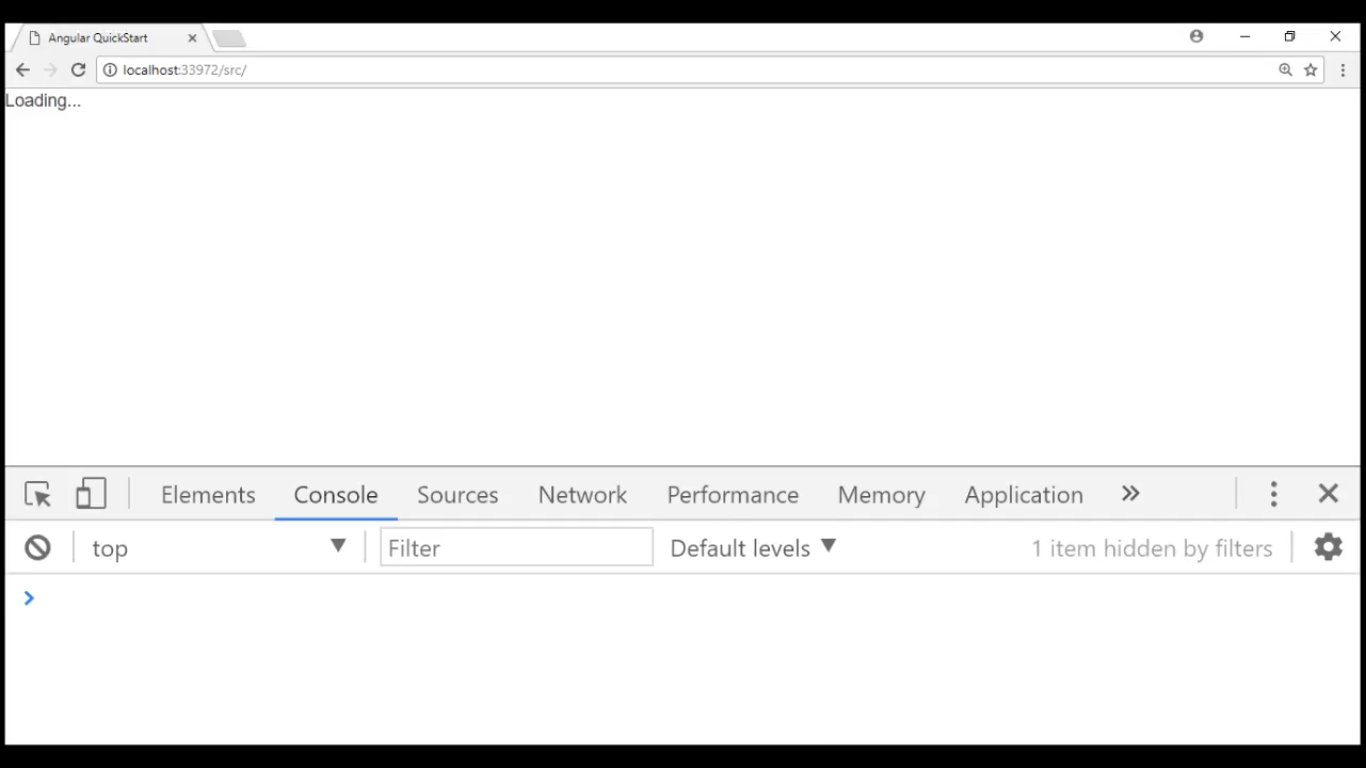 Angular QuickStart
localhost:33972/src/
Loading...
Elements Console Sources Network Performance Memory Application
top Filter Default levels 1 item hidden by filters